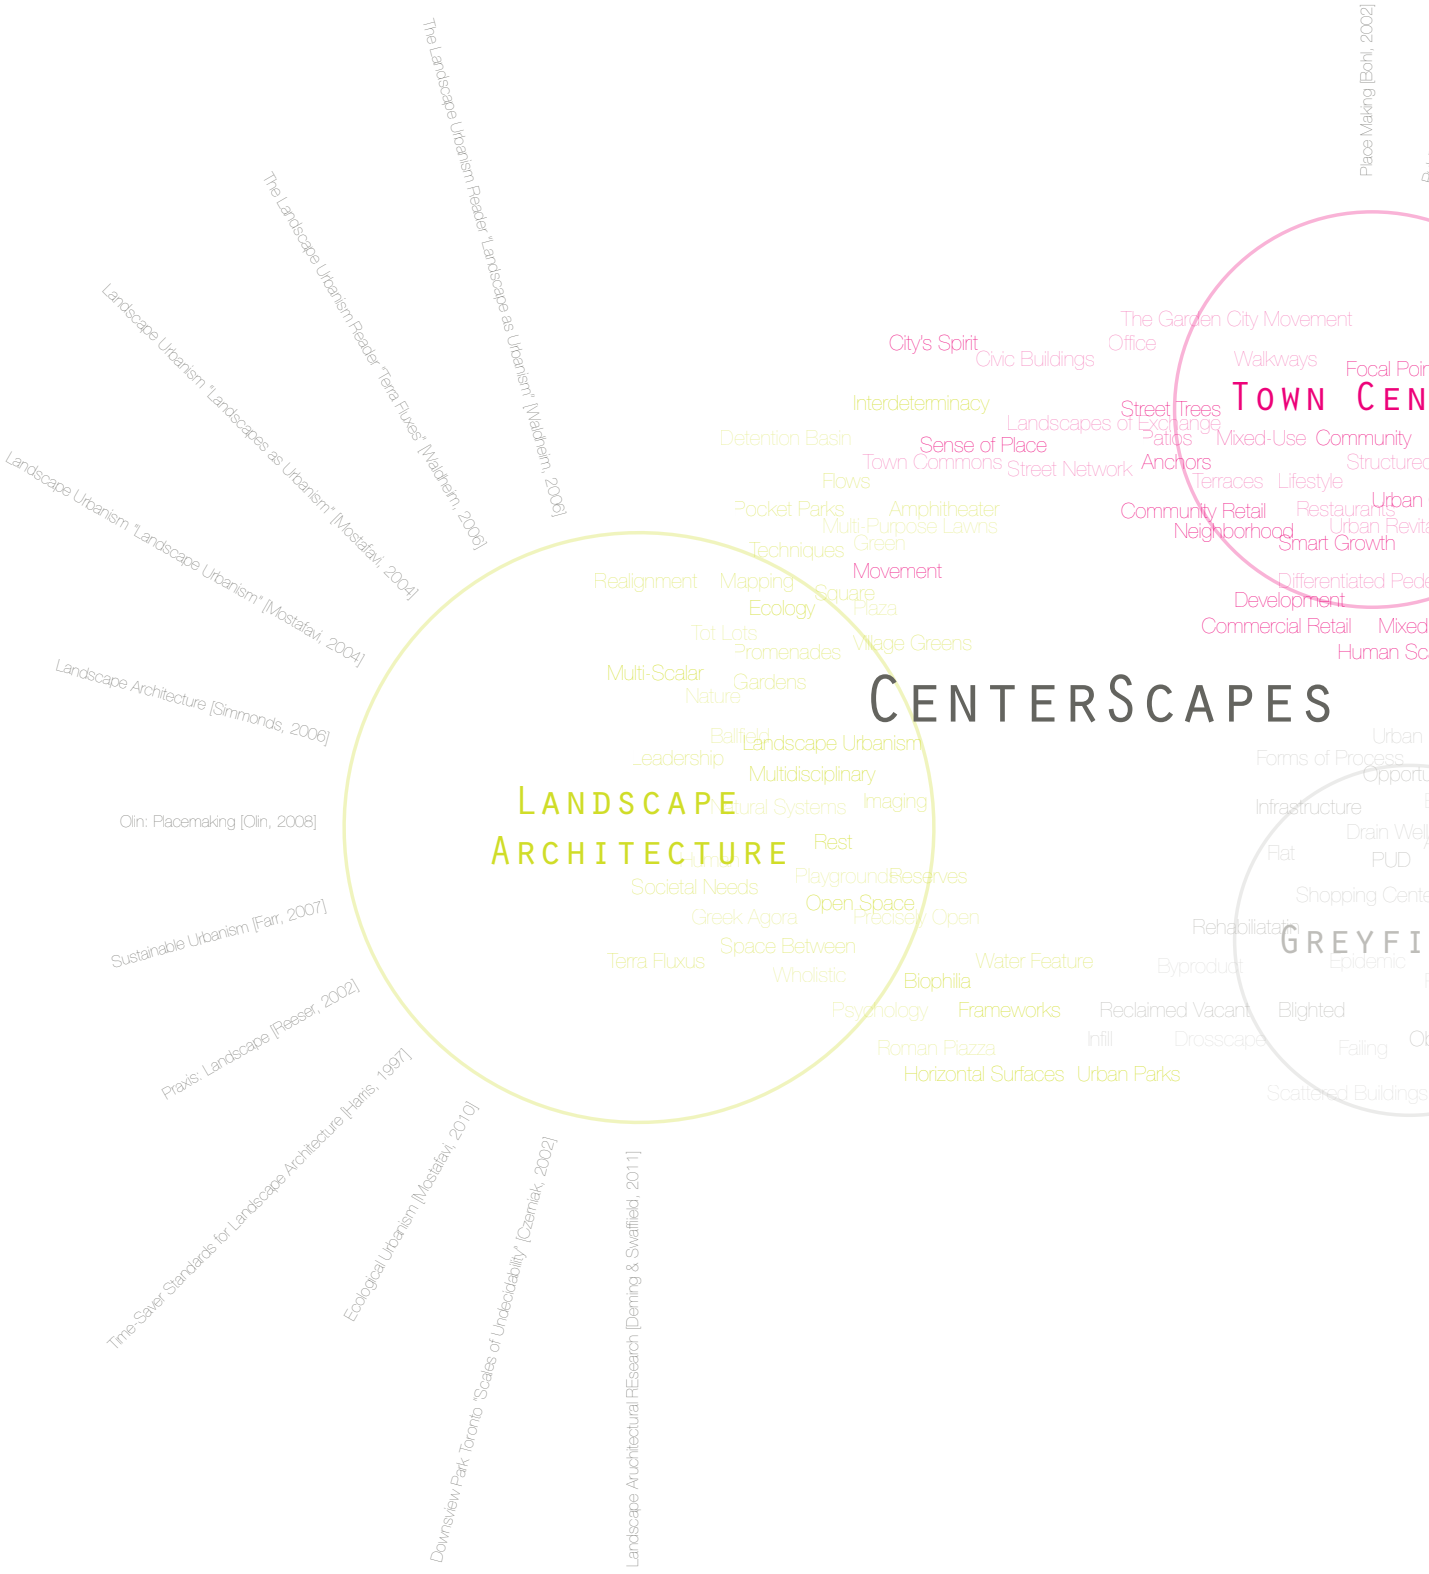 The Landscape Urbanism Reader "Landscape as Urbanism" [Waldheim, 2006]
The Landscape Urbanism Reader "Terra Fluxes" [Waldheim, 2006]
Landscape Urbanism "Landscapes as Urbanism" [Mostafavi, 2004]
Landscape Urbanism "Landscape Urbanism" [Mostafavi, 2004]
Landscape Architecture [Simmonds, 2006]
Olin: Placemaking [Olin, 2008]
Sustainable Urbanism [Farr, 2007]
Praxis: Landscape [Reeser, 2002]
Time-Saver Standards for Landscape Architecture [Harris, 1997]
Ecological Urbanism [Mostafavi, 2010]
Downsview Park Toronto "Scales of Undecidability" [Czerniak, 2002]
Landscape Aruchitectural REsearch [Deming & Swaffield, 2011]
Place Making [Bohl, 2002]
The Garden City Movement
City's Spirit
Office
Civic Buildings
Walkways
Focal Poin
Town Cen
Interdeterminacy
Street Trees
Landscapes of Exchange
Detention Basin
Sense of Place
Patios
Mixed-Use
Community
Town Commons
Street Network
Anchors
Structured
Flows
Terraces
Lifestyle
Urban
Pocket Parks
Amphitheater
Community Retail
Restaurants
Multi-Purpose Lawns
Neighborhood
Urban Revita
Techniques
Green
Smart Growth
Movement
Realignment
Mapping
Differentiated Pede
Square
Development
Ecology
Plaza
Commercial Retail
Mixed
Tot Lots
Village Greens
Promenades
Human Sc
Multi-Scalar
Gardens
Nature
CenterScapes
Ballfield
Landscape Urbanism
Urban
Leadership
Forms of Process
Multidisciplinary
Opportu
Landscape
Architecture
Natural Systems
Imaging
Infrastructure
Drain Well
Rest
Human
Flat
PUD
Playgrounds
Reserves
Societal Needs
Shopping Cente
Open Space
Greek Agora
Precisely Open
Rehabiliatatin
Greyfi
Space Between
Terra Fluxus
Water Feature
Byproduct
Epidemic
Wholistic
Biophilia
Psychology
Frameworks
Reclaimed Vacant
Blighted
Infill
Drosscape
Failing
Ob
Roman Piazza
Horizontal Surfaces
Urban Parks
Scattered Buildings